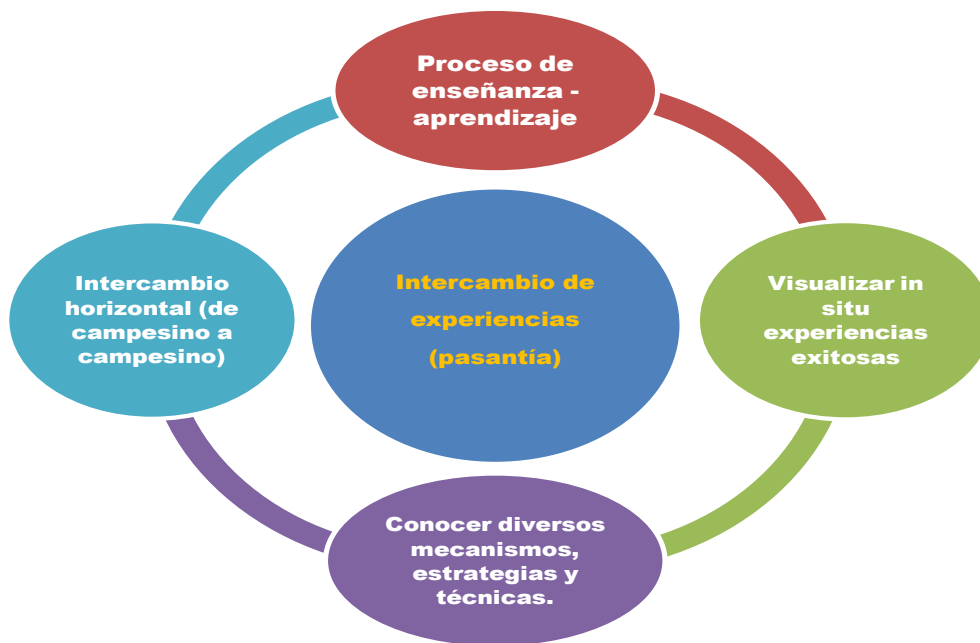 Proceso de
enseñanza -
aprendizaje
Intercambio
horizontal (de
campesino a
campesino)
Intercambio de
experiencias
(pasantía)
Visualizar in
situ
experiencias
exitosas
Conocer diversos
mecanismos,
estrategias y
técnicas.